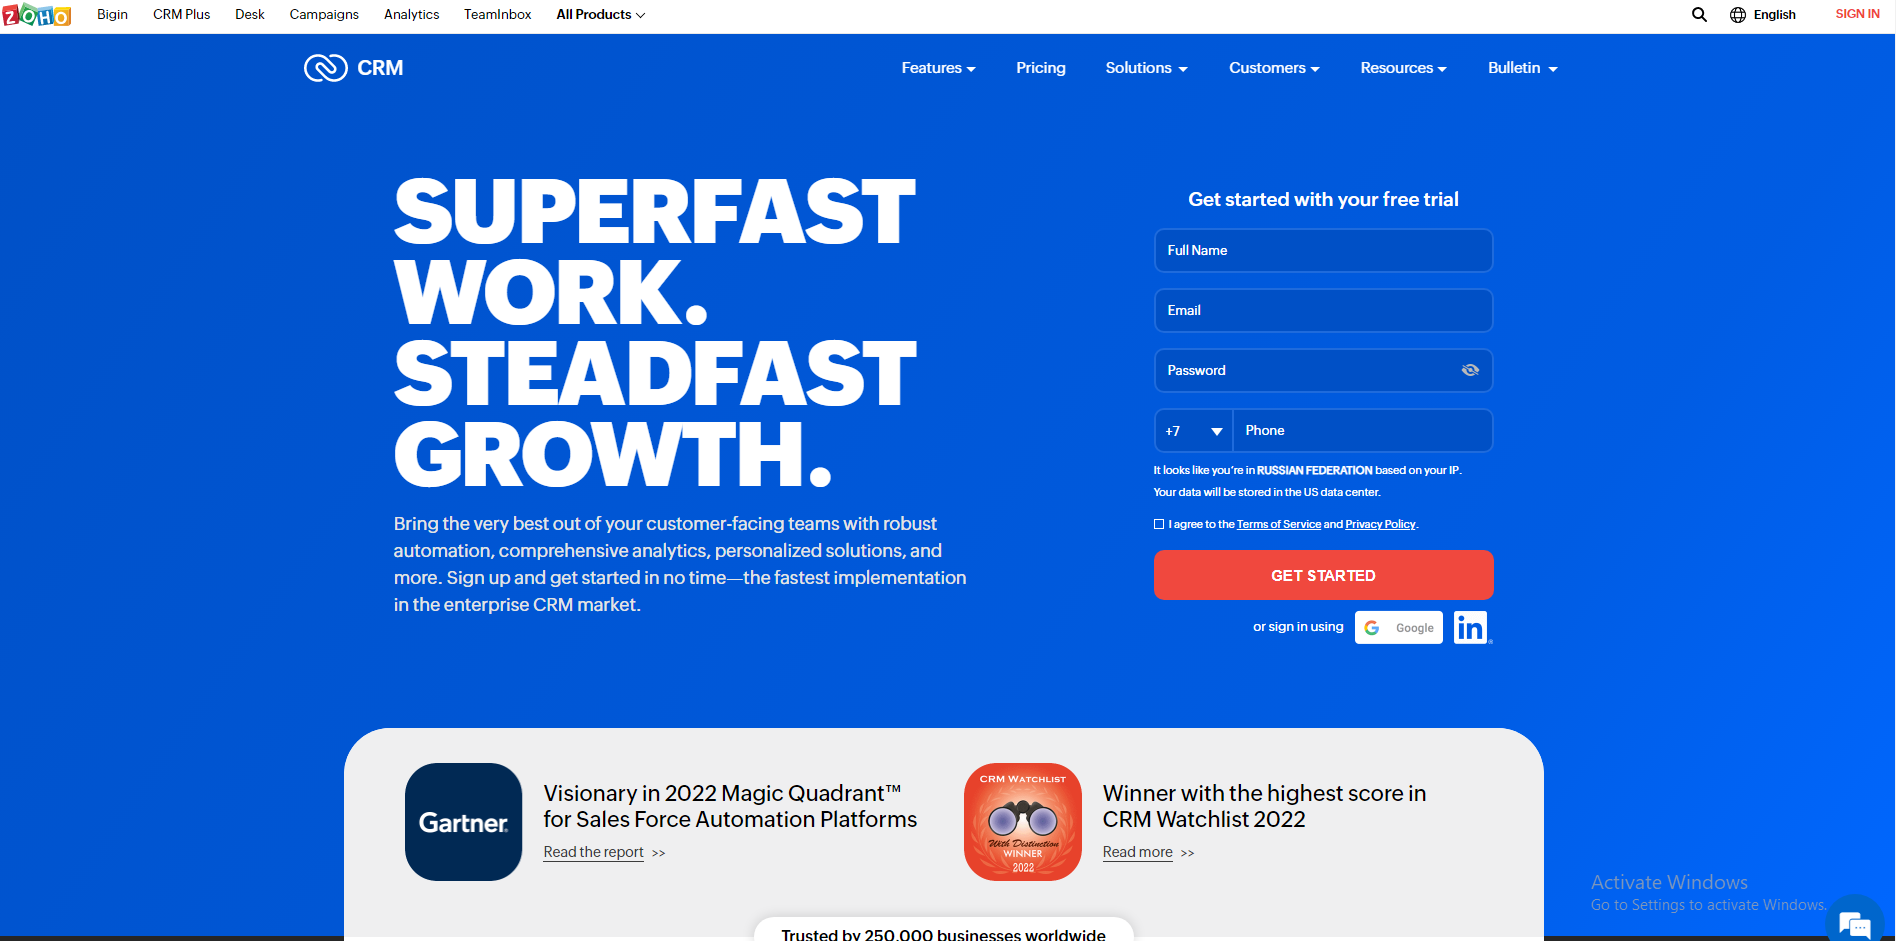 ZOHO Bigin CRM Plus Desk Campaigns Analytics TeamInbox All Products English SIGN IN
CRM Features Pricing Solutions Customers Resources Bulletin
SUPERFAST
WORK.
STEADFAST
GROWTH.
Bring the very best out of your customer-facing teams with robust
automation, comprehensive analytics, personalized solutions, and
more. Sign up and get started in no time—the fastest implementation
in the enterprise CRM market.
Get started with your free trial
Full Name
Email
Password
+7 Phone
It looks like you're in RUSSIAN FEDERATION based on your IP.
Your data will be stored in the US data center.
I agree to the Terms of Service and Privacy Policy.
GET STARTED
or sign in using Google in
Gartner
Visionary in 2022 Magic Quadrant™
for Sales Force Automation Platforms
Read the report >>
CRM WATCHLIST
With Distinction
WINNER
2022
Winner with the highest score in
CRM Watchlist 2022
Read more >>
Activate Windows
Go to Settings to activate Windows.
Trusted by 250,000 businesses worldwide